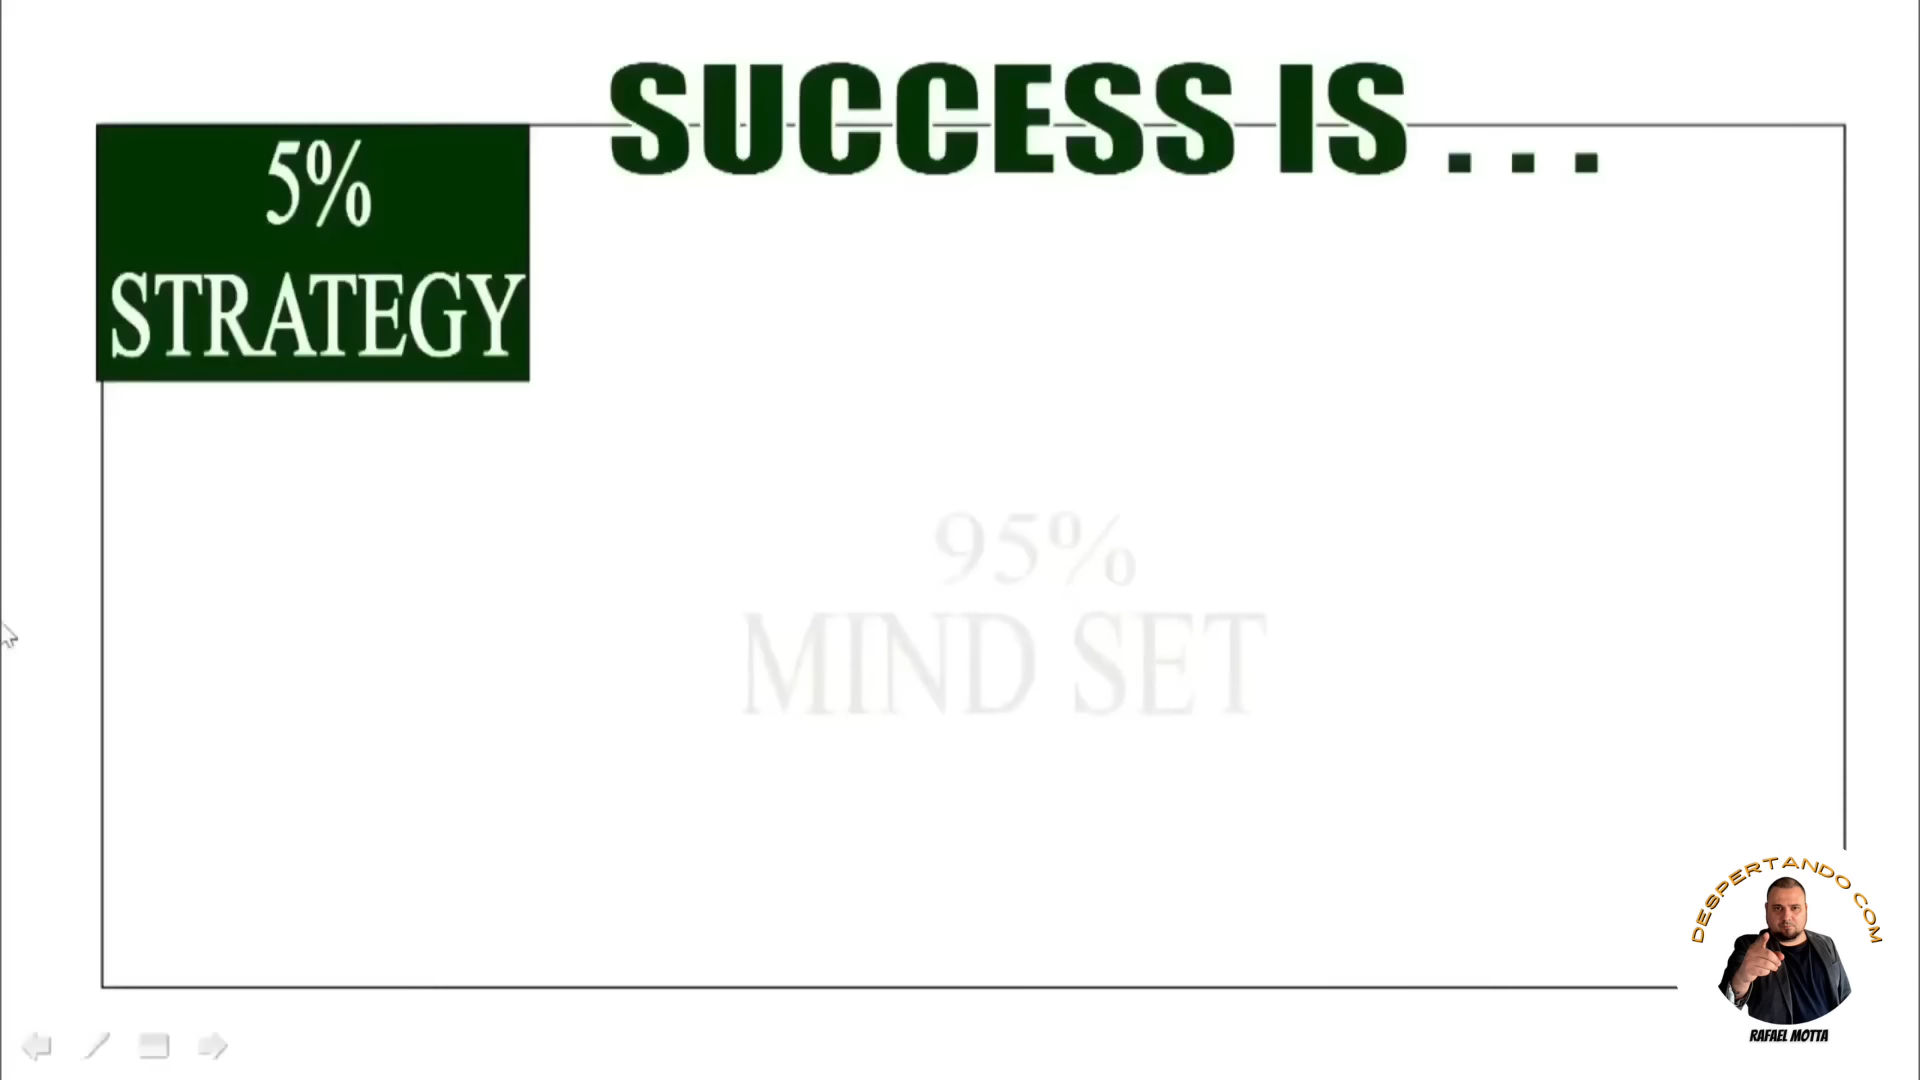 SUCCESS IS . . .
5%
STRATEGY
95%
MIND SET
DESPERTANDO COM
RAFAEL MOTTA